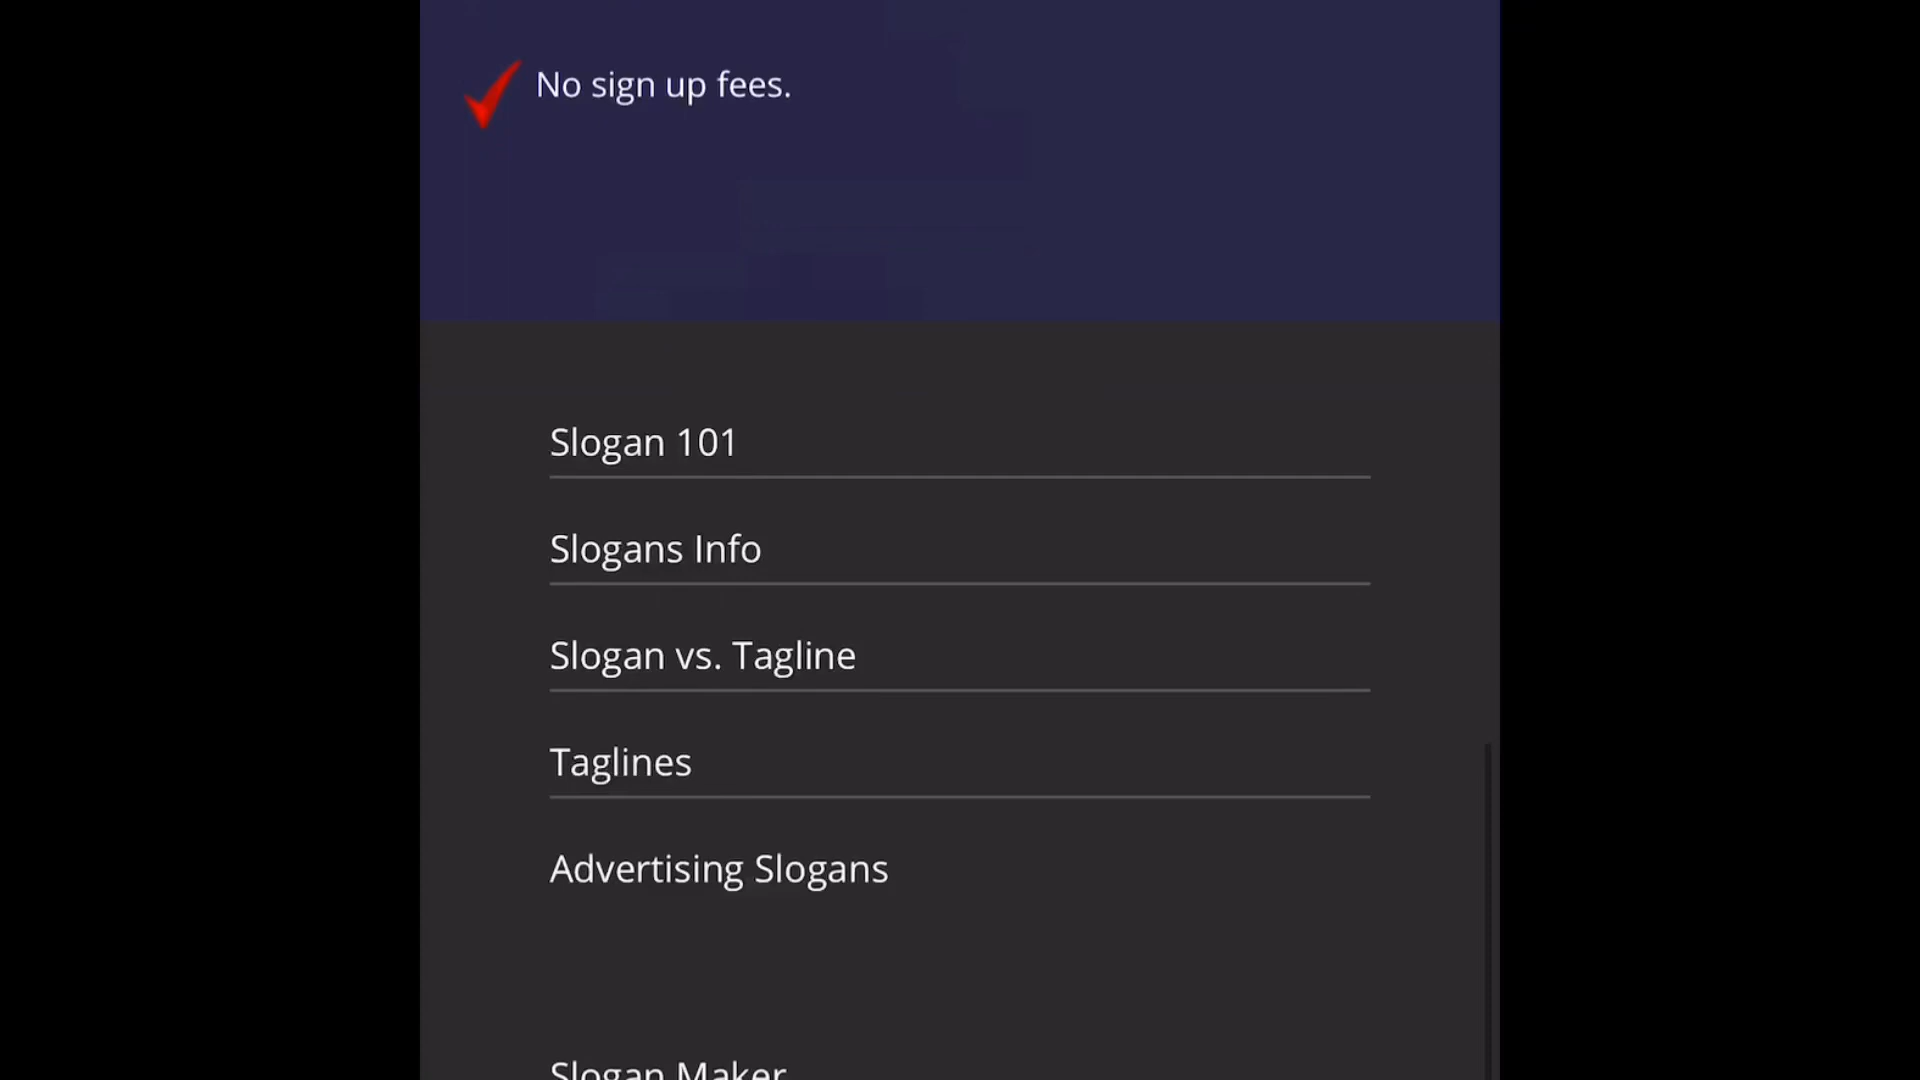 No sign up fees.
Slogan 101
Slogans Info
Slogan vs. Tagline
Taglines
Advertising Slogans
Slogan Maker